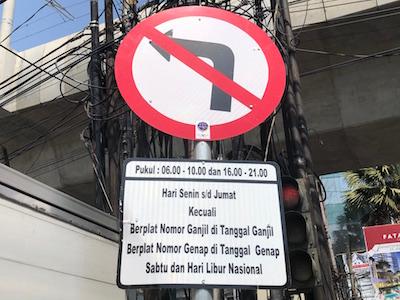 Pukul : 06.00 - 10.00 dan 16.00 - 21.00
Hari Senin s/d Jumat
Kecuali
Berplat Nomor Ganjil di Tanggal Ganjil
Berplat Nomor Genap di Tanggal Genap
Sabtu dan Hari Libur Nasional
FATA